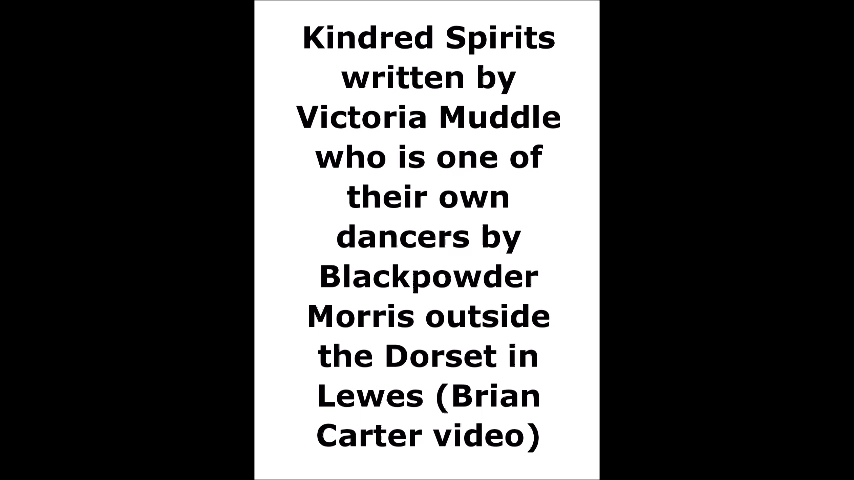 Kindred Spirits
written by
Victoria Muddle
who is one of
their own
dancers by
Blackpowder
Morris outside
the Dorset in
Lewes (Brian
Carter video)